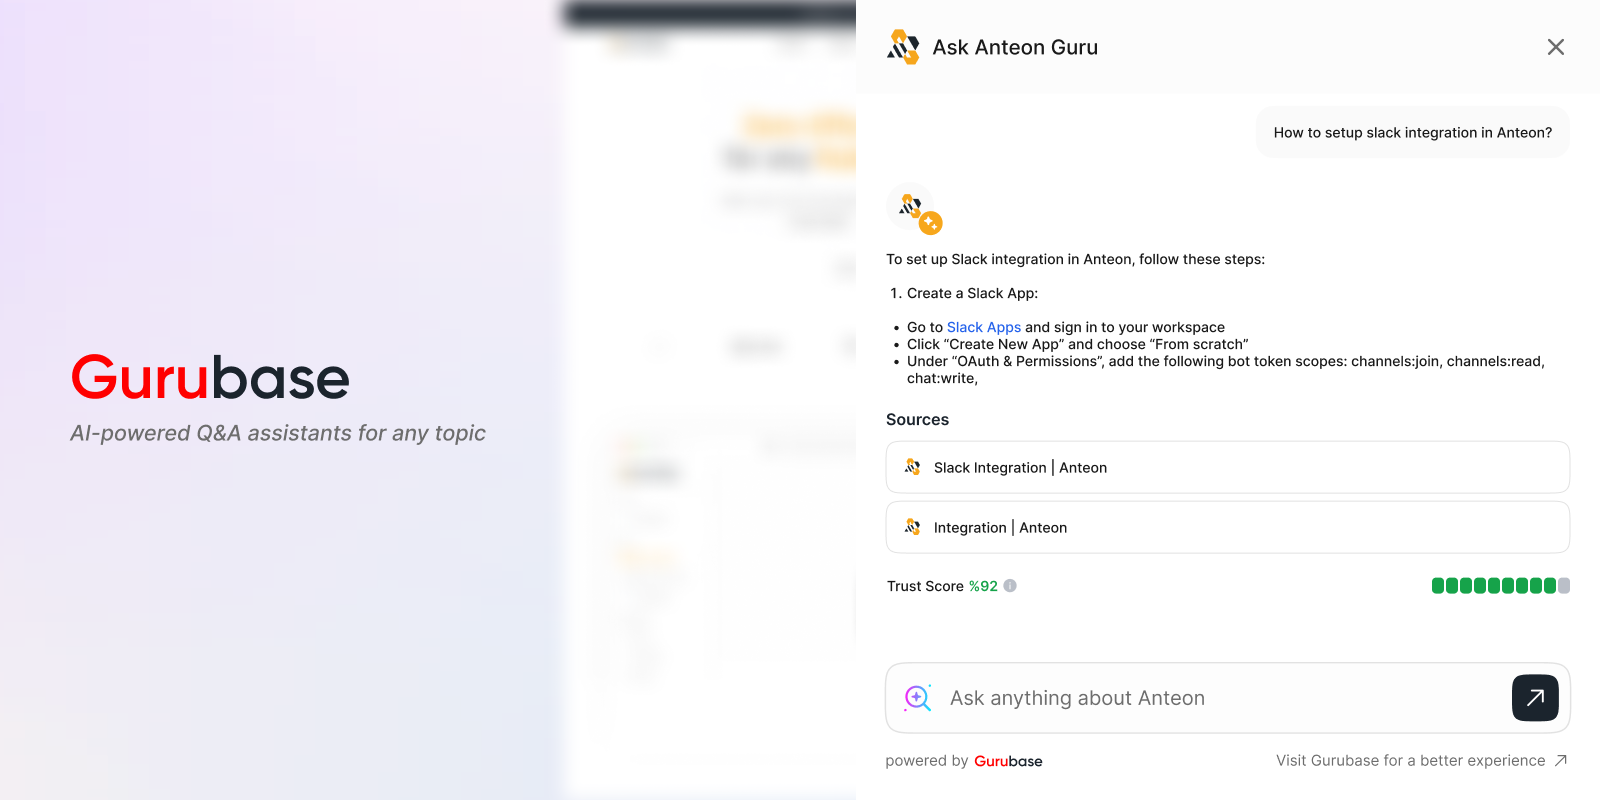 Gurubase
AI-powered Q&A assistants for any topic
Ask Anteon Guru
How to setup slack integration in Anteon?
To set up Slack integration in Anteon, follow these steps:
1. Create a Slack App:
• Go to Slack Apps and sign in to your workspace
• Click “Create New App” and choose “From scratch”
• Under “OAuth & Permissions”, add the following bot token scopes: channels:join, channels:read,
chat:write,
Sources
Slack Integration | Anteon
Integration | Anteon
Trust Score %92
Ask anything about Anteon
powered by Gurubase
Visit Gurubase for a better experience